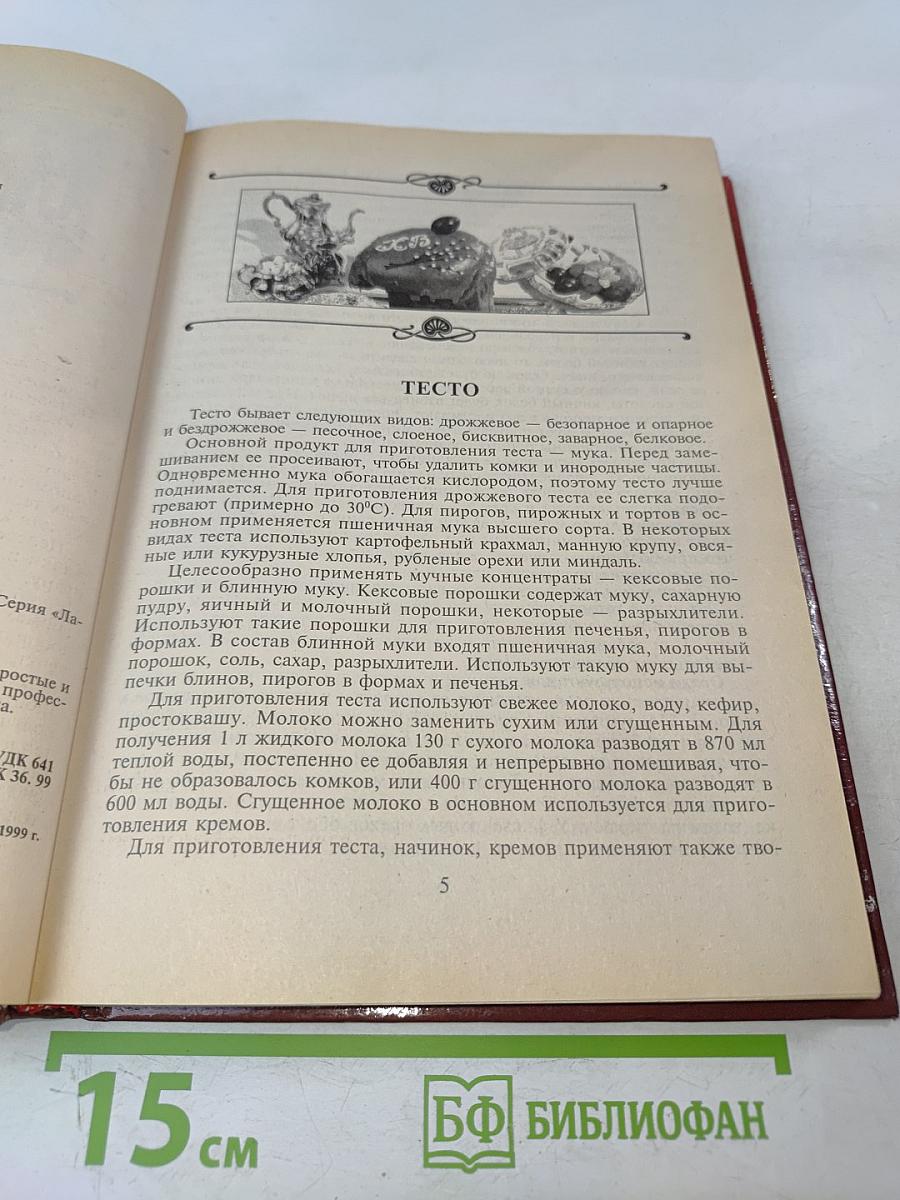 Серия «Ла-
ростые и
профес-
а.
УДК 641
К 36. 99
1999 г.
ХВ
ТЕСТО
Тесто бывает следующих видов: дрожжевое — безопарное и опарное
и бездрожжевое — песочное, слоеное, бисквитное, заварное, белковое.
Основной продукт для приготовления теста — мука. Перед заме-
шиванием ее просеивают, чтобы удалить комки и инородные частицы.
Одновременно мука обогащается кислородом, поэтому тесто лучше
поднимается. Для приготовления дрожжевого теста ее слегка подо-
гревают (примерно до 30⁰С). Для пирогов, пирожных и тортов в ос-
новном применяется пшеничная мука высшего сорта. В некоторых
видах теста используют картофельный крахмал, манную крупу, овся-
ные или кукурузные хлопья, рубленые орехи или миндаль.
Целесообразно применять мучные концентраты — кексовые по-
рошки и блинную муку. Кексовые порошки содержат муку, сахарную
пудру, яичный и молочный порошки, некоторые — разрыхлители.
Используют такие порошки для приготовления печенья, пирогов в
формах. В состав блинной муки входят пшеничная мука, молочный
порошок, соль, сахар, разрыхлители. Используют такую муку для вы-
печки блинов, пирогов в формах и печенья.
Для приготовления теста используют свежее молоко, воду, кефир,
простоквашу. Молоко можно заменить сухим или сгущенным. Для
получения 1 л жидкого молока 130 г сухого молока разводят в 870 мл
теплой воды, постепенно ее добавляя и непрерывно помешивая, что-
бы не образовалось комков, или 400 г сгущенного молока разводят в
600 мл воды. Сгущенное молоко в основном используется для приго-
товления кремов.
Для приготовления теста, начинок, кремов применяют также тво-
5
15 см
БФ БИБЛИОФАН